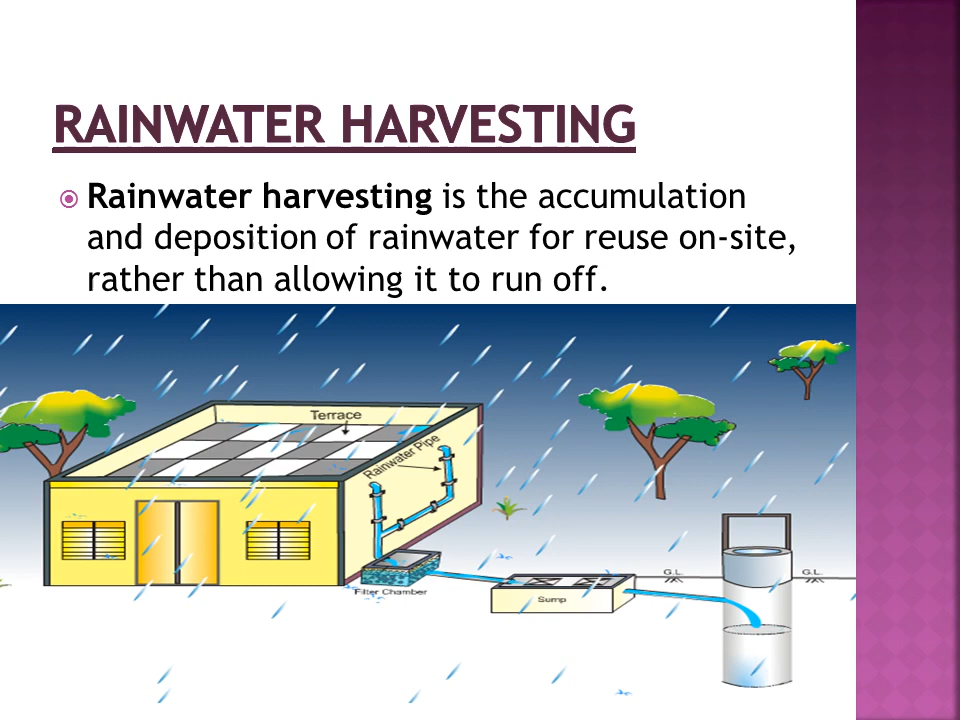 RAINWATER HARVESTING
Rainwater harvesting is the accumulation
and deposition of rainwater for reuse on-site,
rather than allowing it to run off.
Terrace
Rainwater Pipe
Filter Chamber
Sump
G.L.
G.L.